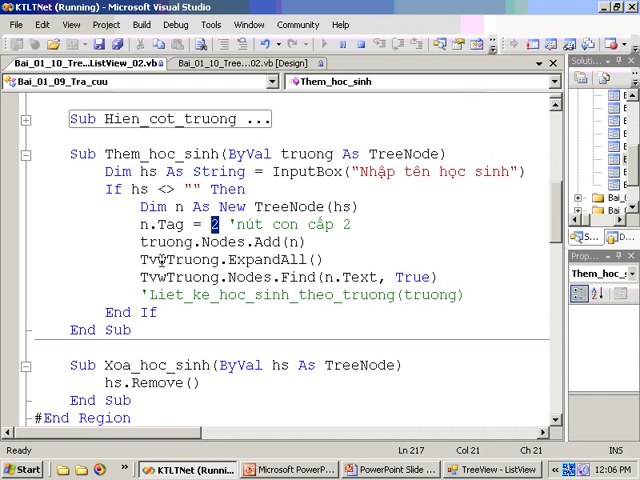 KTLTNet (Running) - Microsoft Visual Studio
File Edit View Project Build Debug Tools Window Community Help
Bai_01_10_Tre...ListView_02.vb Bai_01_10_Tree...02.vb [Design] Soluti...
Bai_01_09_Tra_cuu Them_hoc_sinh
Sub Hien_cot_truong ...
Sub Them_hoc_sinh(ByVal truong As TreeNode)
Dim hs As String = InputBox("Nhập tên học sinh")
If hs <> "" Then
Dim n As New TreeNode(hs)
n.Tag = 2 'nút con cấp 2
truong.Nodes.Add(n)
TvwTruong.ExpandAll()
TvwTruong.Nodes.Find(n.Text, True)
'Liet_ke_hoc_sinh_theo_truong(truong)
End If
End Sub
Sub Xoa_hoc_sinh(ByVal hs As TreeNode)
hs.Remove()
End Sub
#End Region
Bai_
Bai_
Proper...
Ready Ln 217 Col 21 Ch 21 INS
Start KTLTNet (Runnin... Microsoft PowerP... PowerPoint Slide ... TreeView - ListView 12:06 PM